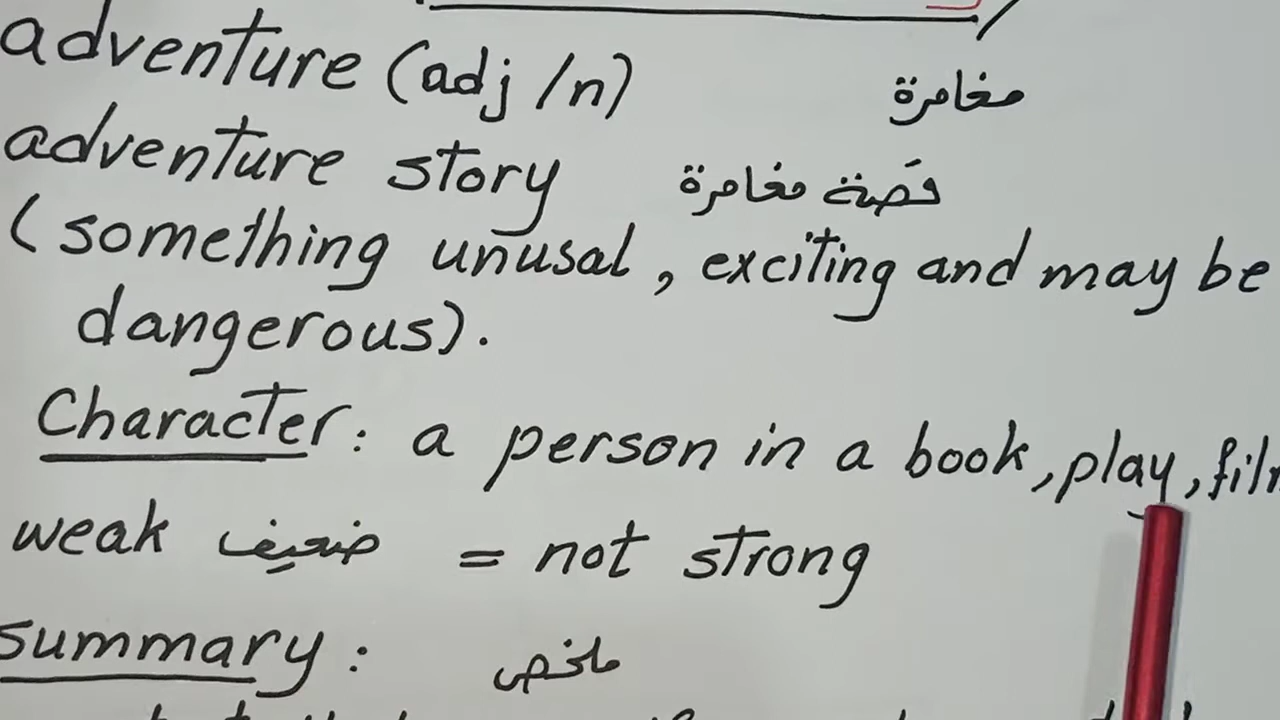 adventure (adj/n) مغامرة
adventure story قصة مغامرة
(something unusal, exciting and may be
dangerous).
Character: a person in a book, play,
weak ضعيف = not strong
summary: ملخص